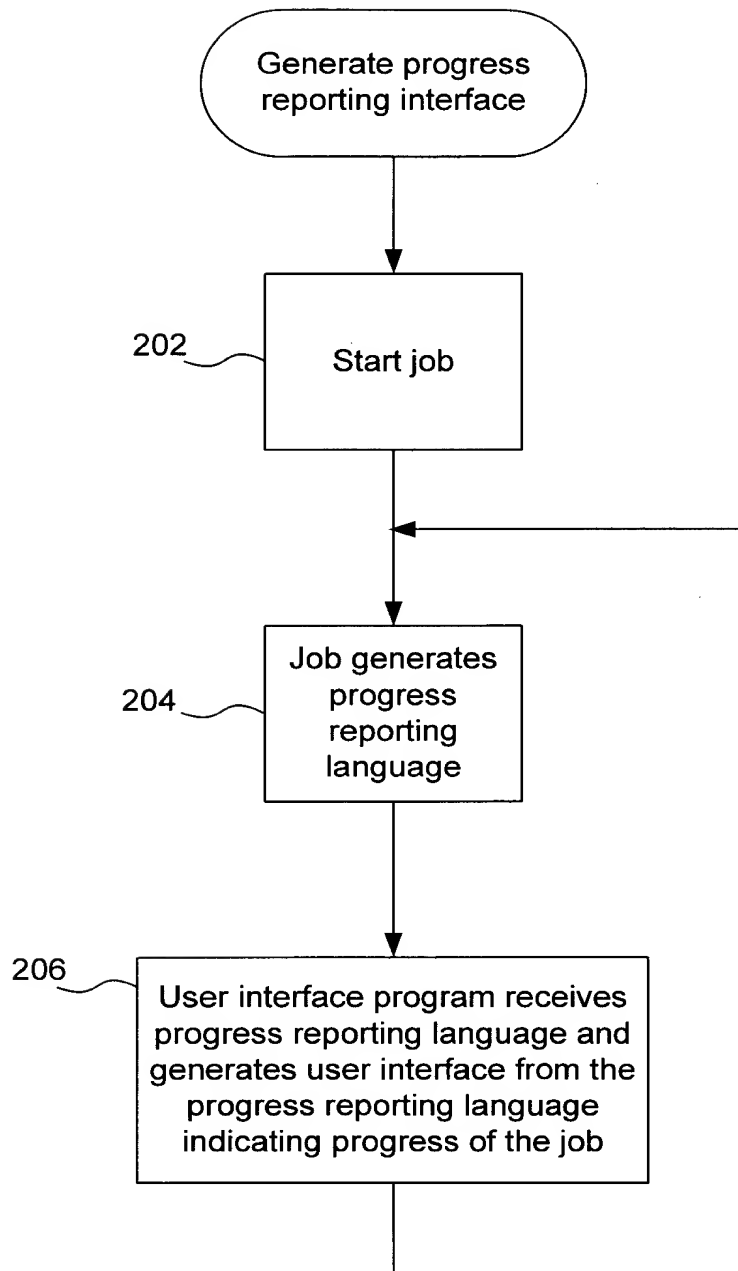 Generate progress
reporting interface
202
Start job
204
Job generates
progress
reporting
language
206
User interface program receives
progress reporting language and
generates user interface from the
progress reporting language
indicating progress of the job